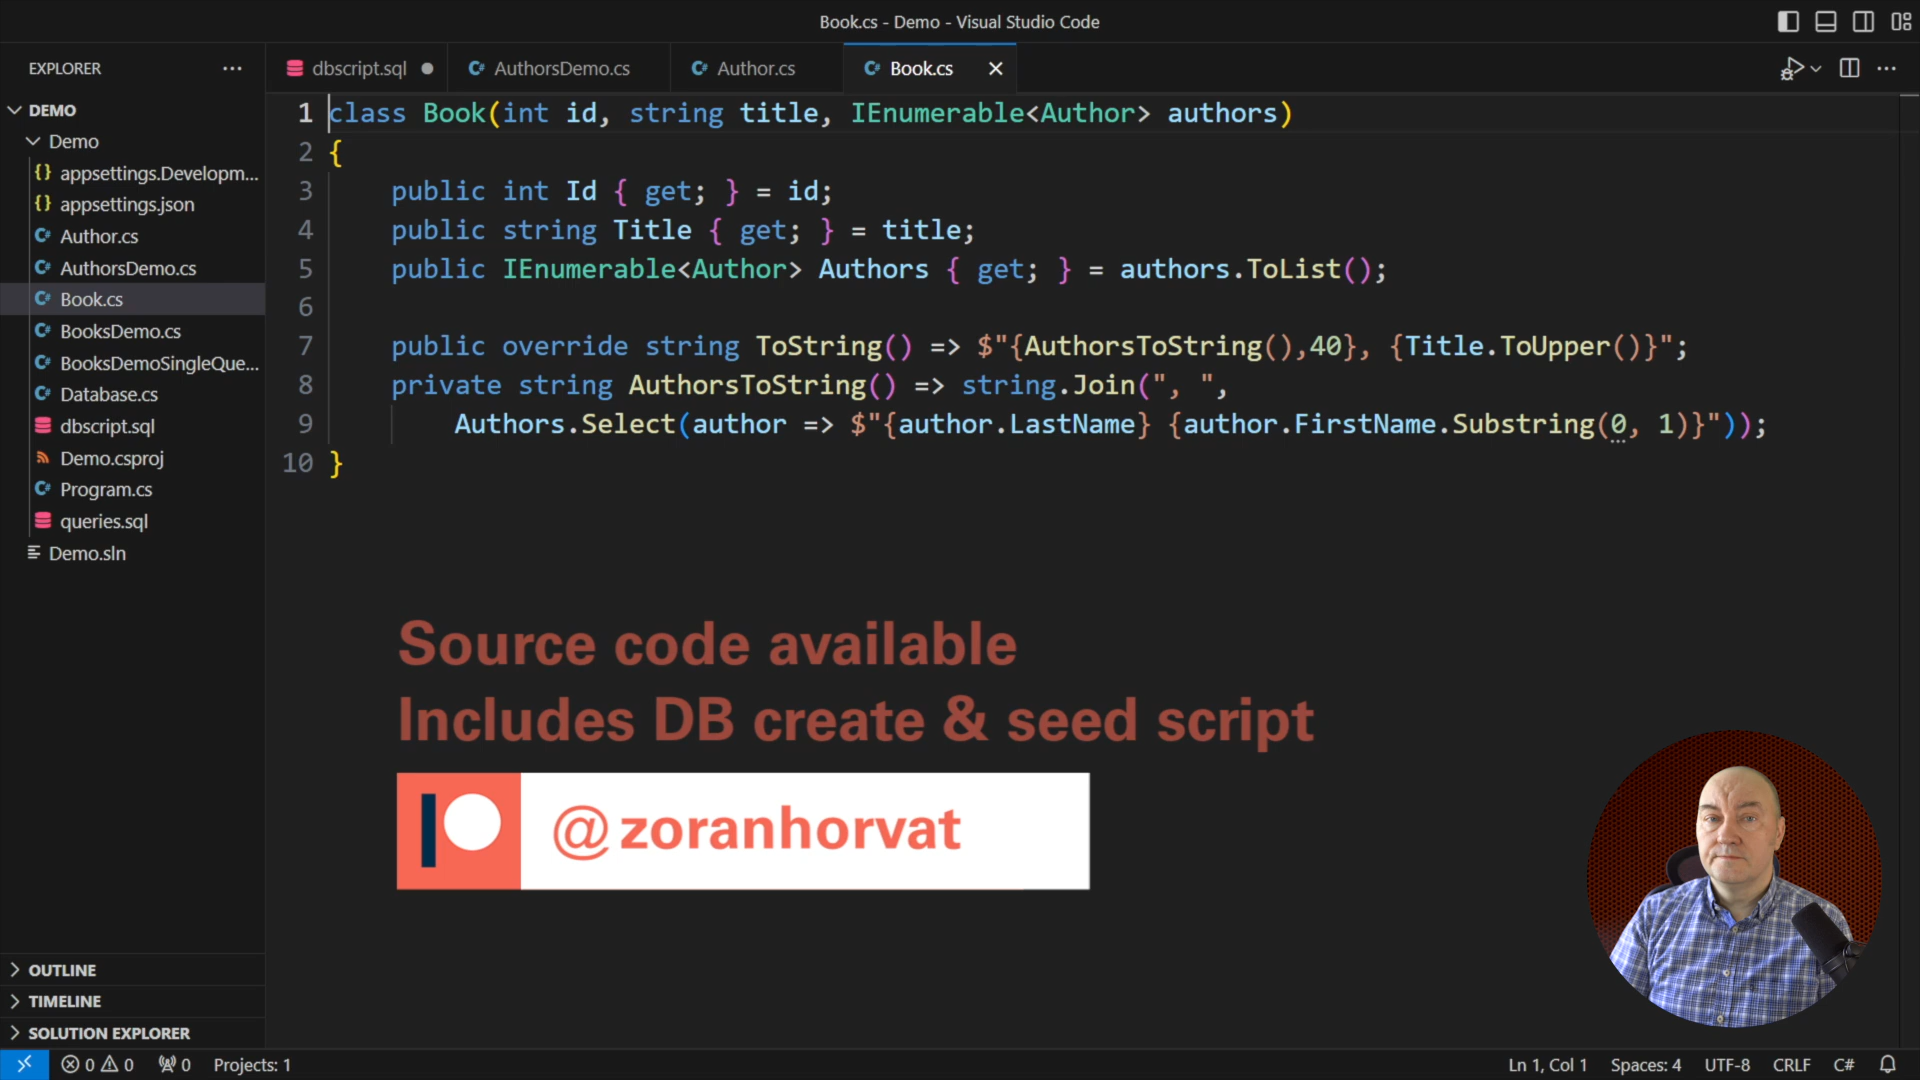 Book.cs - Demo - Visual Studio Code
EXPLORER
dbscript.sql
AuthorsDemo.cs
Author.cs
Book.cs
DEMO
Demo
appsettings.Developm...
appsettings.json
Author.cs
AuthorsDemo.cs
Book.cs
BooksDemo.cs
BooksDemoSingleQue...
Database.cs
dbscript.sql
Demo.csproj
Program.cs
queries.sql
Demo.sln
OUTLINE
TIMELINE
SOLUTION EXPLORER
1 class Book(int id, string title, IEnumerable<Author> authors)
2 {
3     public int Id { get; } = id;
4     public string Title { get; } = title;
5     public IEnumerable<Author> Authors { get; } = authors.ToList();
6
7     public override string ToString() => $"{AuthorsToString(),40}, {Title.ToUpper()}";
8     private string AuthorsToString() => string.Join(", ",
9         Authors.Select(author => $"{author.LastName} {author.FirstName.Substring(0, 1)}"));
10 }
Source code available
Includes DB create & seed script
@zoranhorvat
0 0 0 Projects: 1
Ln 1, Col 1 Spaces: 4 UTF-8 CRLF C#